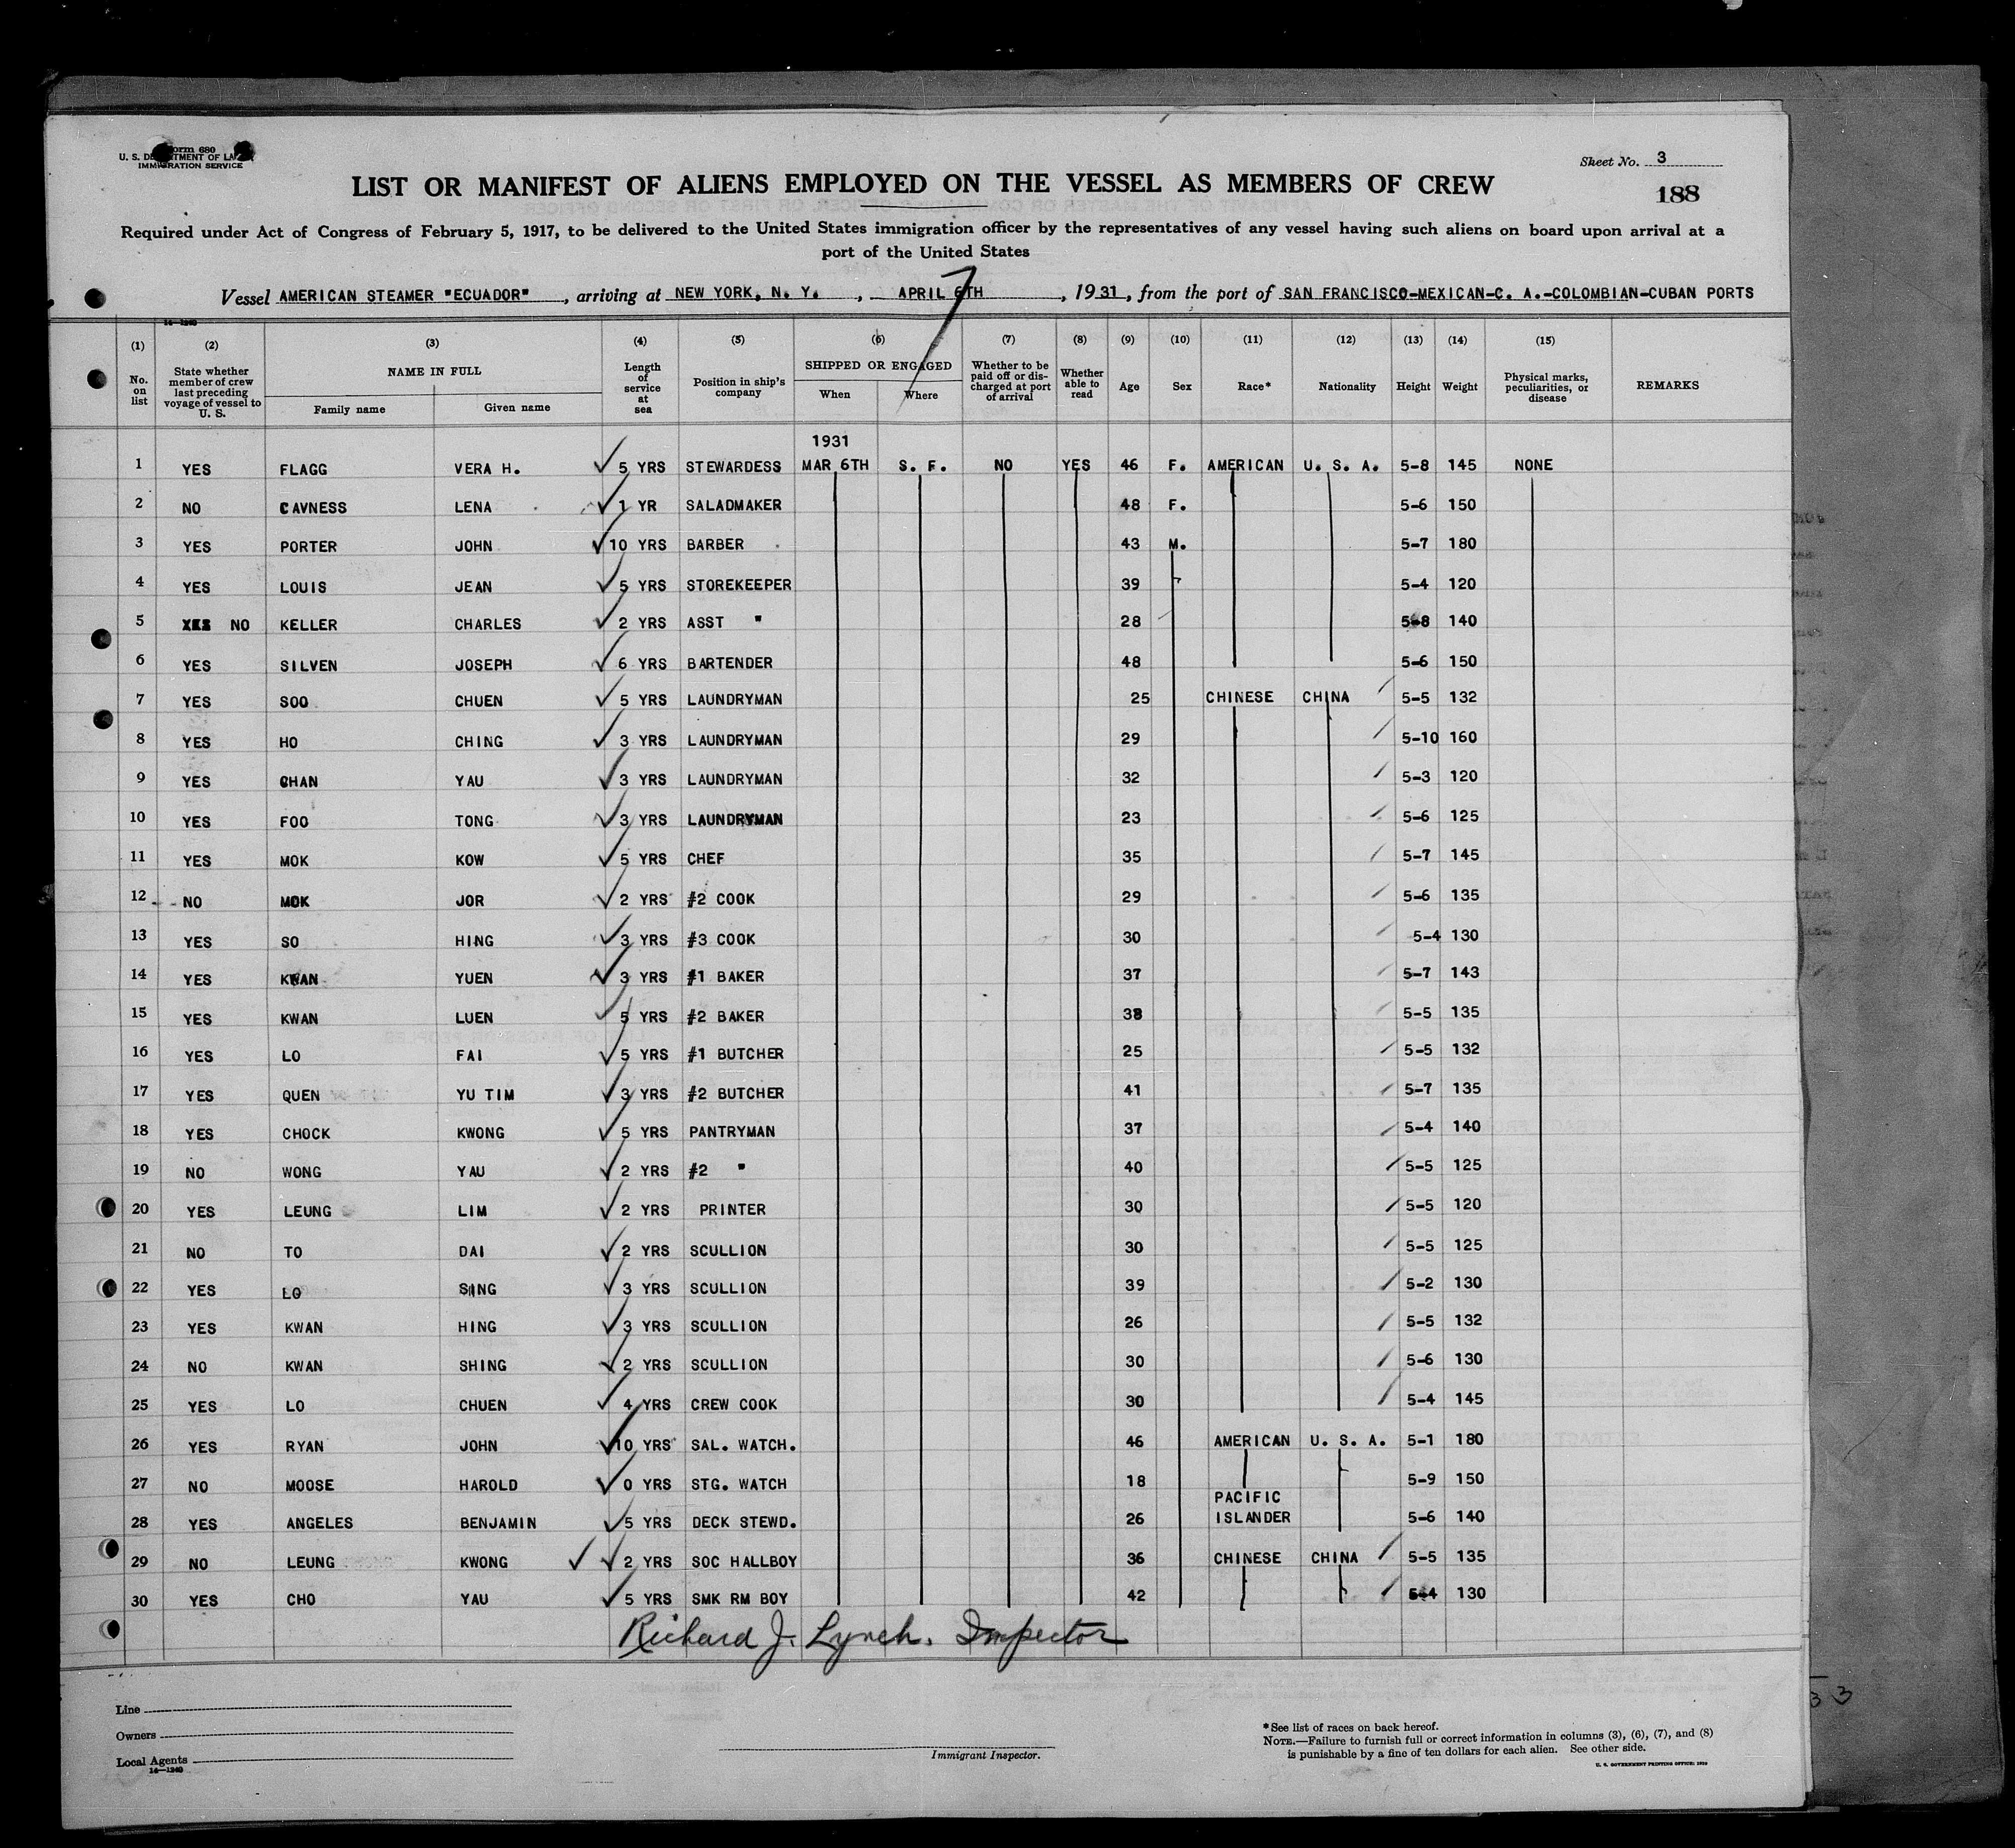 Form 680
U. S. DEPARTMENT OF LABOR
IMMIGRATION SERVICE
Sheet No. 3
188
LIST OR MANIFEST OF ALIENS EMPLOYED ON THE VESSEL AS MEMBERS OF CREW
Required under Act of Congress of February 5, 1917, to be delivered to the United States immigration officer by the representatives of any vessel having such aliens on board upon arrival at a
port of the United States
7
Vessel AMERICAN STEAMER "ECUADOR", arriving at NEW YORK, N. Y., APRIL 6TH, 1931, from the port of SAN FRANCISCO-MEXICAN-C. A.-COLOMBIAN-CUBAN PORTS
14-1240
(1) (2) (3) (4) (5) (6) (7) (8) (9) (10) (11) (12) (13) (14) (15)
No. on list
State whether member of crew last preceding voyage of vessel to U. S.
NAME IN FULL
Family name Given name
Length of service at sea
Position in ship's company
SHIPPED OR ENGAGED
When Where
Whether to be paid off or discharged at port of arrival
Whether able to read
Age
Sex
Race*
Nationality
Height
Weight
Physical marks, peculiarities, or disease
REMARKS
1931
1 YES FLAGG VERA H. 5 YRS STEWARDESS MAR 6TH S. F. NO YES 46 F. AMERICAN U. S. A. 5-8 145 NONE
2 NO CAVNESS LENA 1 YR SALADMAKER 48 F. 5-6 150
3 YES PORTER JOHN 10 YRS BARBER 43 M. 5-7 180
4 YES LOUIS JEAN 5 YRS STOREKEEPER 39 5-4 120
5 YES NO KELLER CHARLES 2 YRS ASST " 28 5-8 140
6 YES SILVEN JOSEPH 6 YRS BARTENDER 48 5-6 150
7 YES SOO CHUEN 5 YRS LAUNDRYMAN 25 CHINESE CHINA 5-5 132
8 YES HO CHING 3 YRS LAUNDRYMAN 29 5-10 160
9 YES CHAN YAU 3 YRS LAUNDRYMAN 32 5-3 120
10 YES FOO TONG 3 YRS LAUNDRYMAN 23 5-6 125
11 YES MOK KOW 5 YRS CHEF 35 5-7 145
12 NO MOK JOR 2 YRS #2 COOK 29 5-6 135
13 YES SO HING 3 YRS #3 COOK 30 5-4 130
14 YES KWAN YUEN 3 YRS #1 BAKER 37 5-7 143
15 YES KWAN LUEN 5 YRS #2 BAKER 38 5-5 135
16 YES LO FAI 5 YRS #1 BUTCHER 25 5-5 132
17 YES QUEN YU TIM 3 YRS #2 BUTCHER 41 5-7 135
18 YES CHOCK KWONG 5 YRS PANTRYMAN 37 5-4 140
19 NO WONG YAU 2 YRS #2 " 40 5-5 125
20 YES LEUNG LIM 2 YRS PRINTER 30 5-5 120
21 NO TO DAI 2 YRS SCULLION 30 5-5 125
22 YES LO SING 3 YRS SCULLION 39 5-2 130
23 YES KWAN HING 3 YRS SCULLION 26 5-5 132
24 NO KWAN SHING 2 YRS SCULLION 30 5-6 130
25 YES LO CHUEN 4 YRS CREW COOK 30 5-4 145
26 YES RYAN JOHN 10 YRS SAL. WATCH. 46 AMERICAN U. S. A. 5-1 180
27 NO MOOSE HAROLD 0 YRS STG. WATCH 18 5-9 150
28 YES ANGELES BENJAMIN 5 YRS DECK STEWD. 26 PACIFIC ISLANDER 5-6 140
29 NO LEUNG KWONG 2 YRS SOC HALLBOY 36 CHINESE CHINA 5-5 135
30 YES CHO YAU 5 YRS SMK RM BOY 42 5-4 130
Richard J. Lynch. Inspector
Line
Owners
Local Agents
14-1240
Immigrant Inspector.
*See list of races on back hereof.
NOTE.—Failure to furnish full or correct information in columns (3), (6), (7), and (8)
is punishable by a fine of ten dollars for each alien. See other side.
U. S. GOVERNMENT PRINTING OFFICE: 1930
33